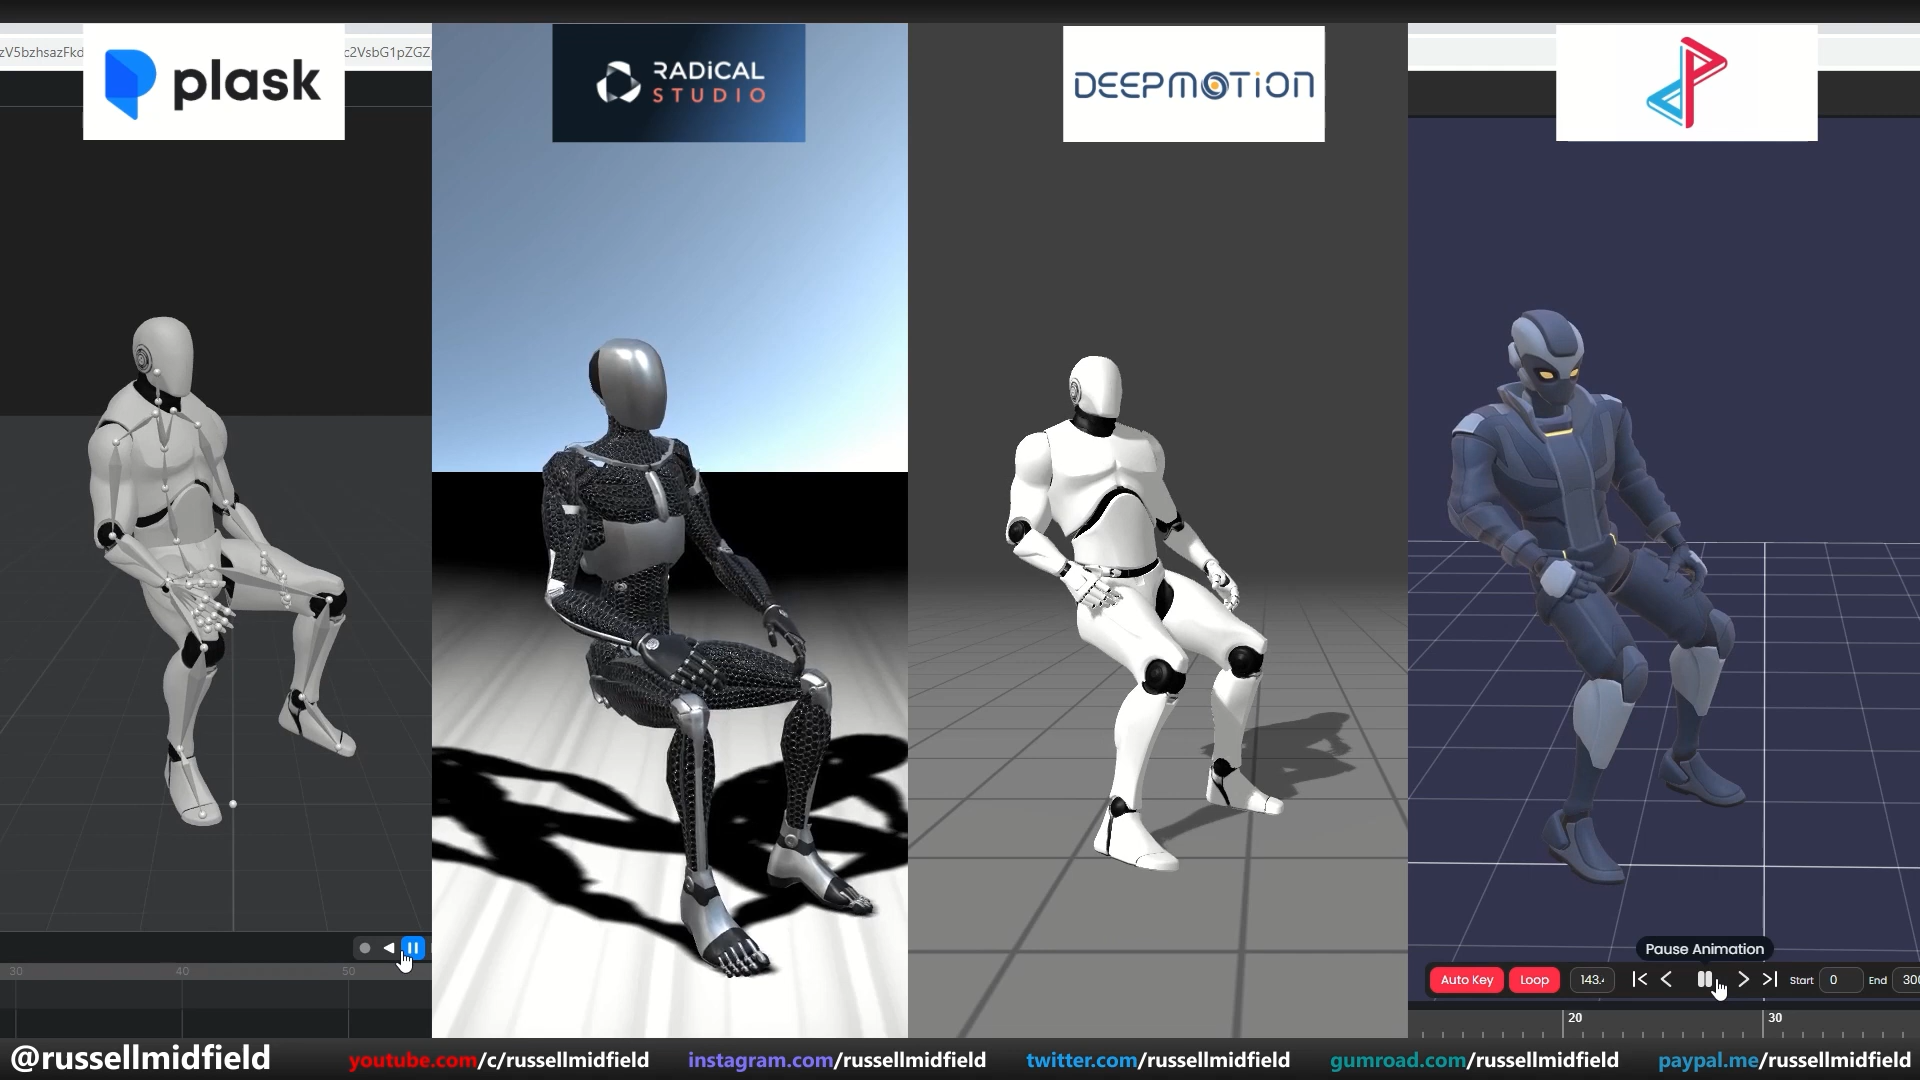 zV5bzhsazFkd
c2VsbG1pZGZ
plask
RADiCAL
STUDIO
DEEPMOTION
30
40
50
Pause Animation
Auto Key
Loop
143.
Start
0
End
300
20
30
@russellmidfield
youtube.com/c/russellmidfield
instagram.com/russellmidfield
twitter.com/russellmidfield
gumroad.com/russellmidfield
paypal.me/russellmidfield